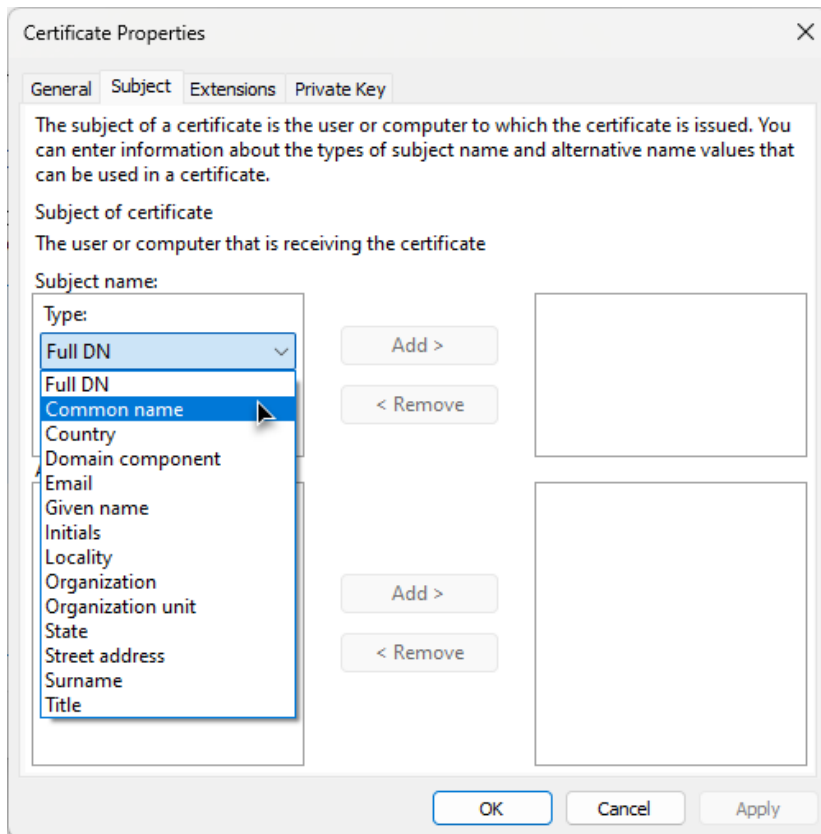 Certificate Properties
General Subject Extensions Private Key
The subject of a certificate is the user or computer to which the certificate is issued. You
can enter information about the types of subject name and alternative name values that
can be used in a certificate.
Subject of certificate
The user or computer that is receiving the certificate
Subject name:
Type:
Full DN
Add >
Full DN
< Remove
Common name
Country
Domain component
Email
Given name
Initials
Locality
Organization
Add >
Organization unit
State
Street address
< Remove
Surname
Title
OK Cancel Apply